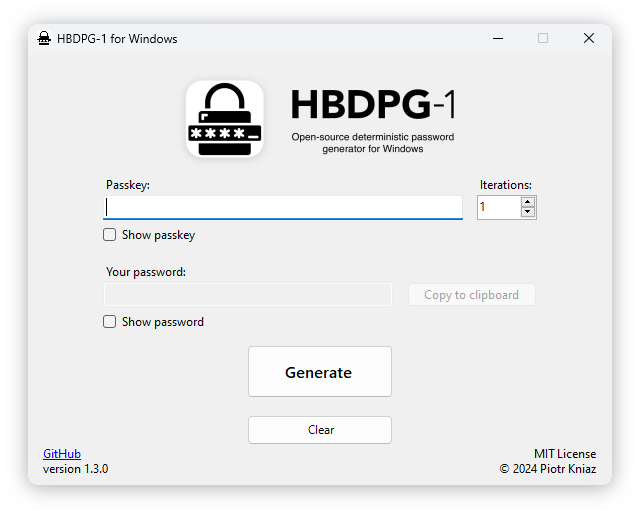 HBDPG-1 for Windows
HBDPG-1
Open-source deterministic password
generator for Windows
Passkey:
Iterations:
1
Show passkey
Your password:
Copy to clipboard
Show password
Generate
Clear
GitHub
MIT License
version 1.3.0
© 2024 Piotr Kniaz